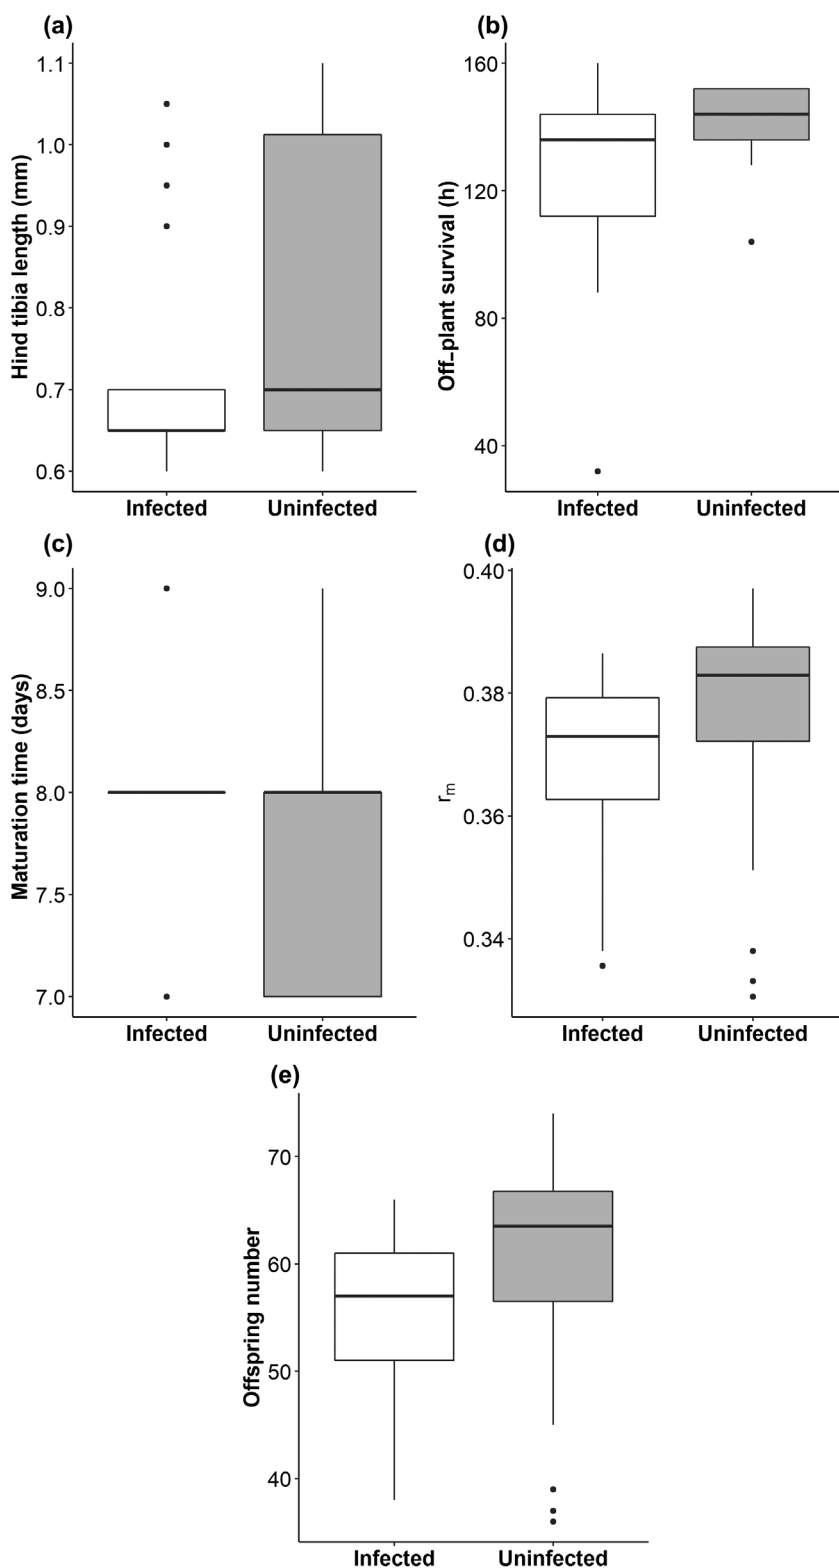 (a)
Hind tibia length (mm)
1.1
1.0
0.9
0.8
0.7
0.6
Infected Uninfected
(b)
Off-plant survival (h)
160
120
80
40
Infected Uninfected
(c)
Maturation time (days)
9.0
8.5
8.0
7.5
7.0
Infected Uninfected
(d)
rm
0.40
0.38
0.36
0.34
Infected Uninfected
(e)
Offspring number
70
60
50
40
Infected Uninfected